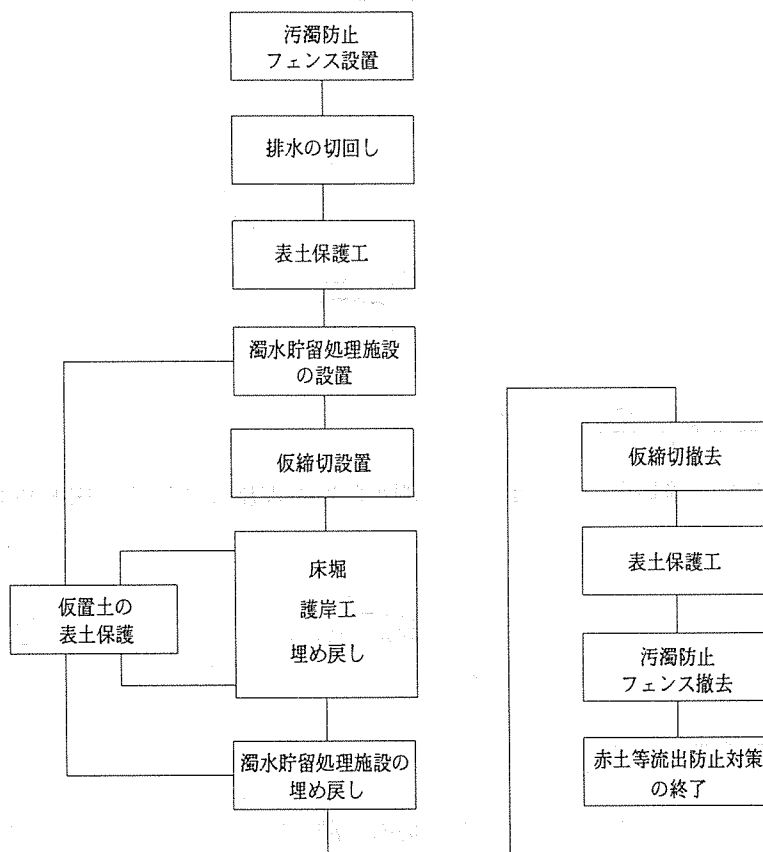 汚濁防止
フェンス設置
排水の切回し
表土保護工
濁水貯留処理施設
の設置
仮締切設置
床堀
護岸工
埋め戻し
仮置土の
表土保護
濁水貯留処理施設の
埋め戻し
仮締切撤去
表土保護工
汚濁防止
フェンス撤去
赤土等流出防止対策
の終了